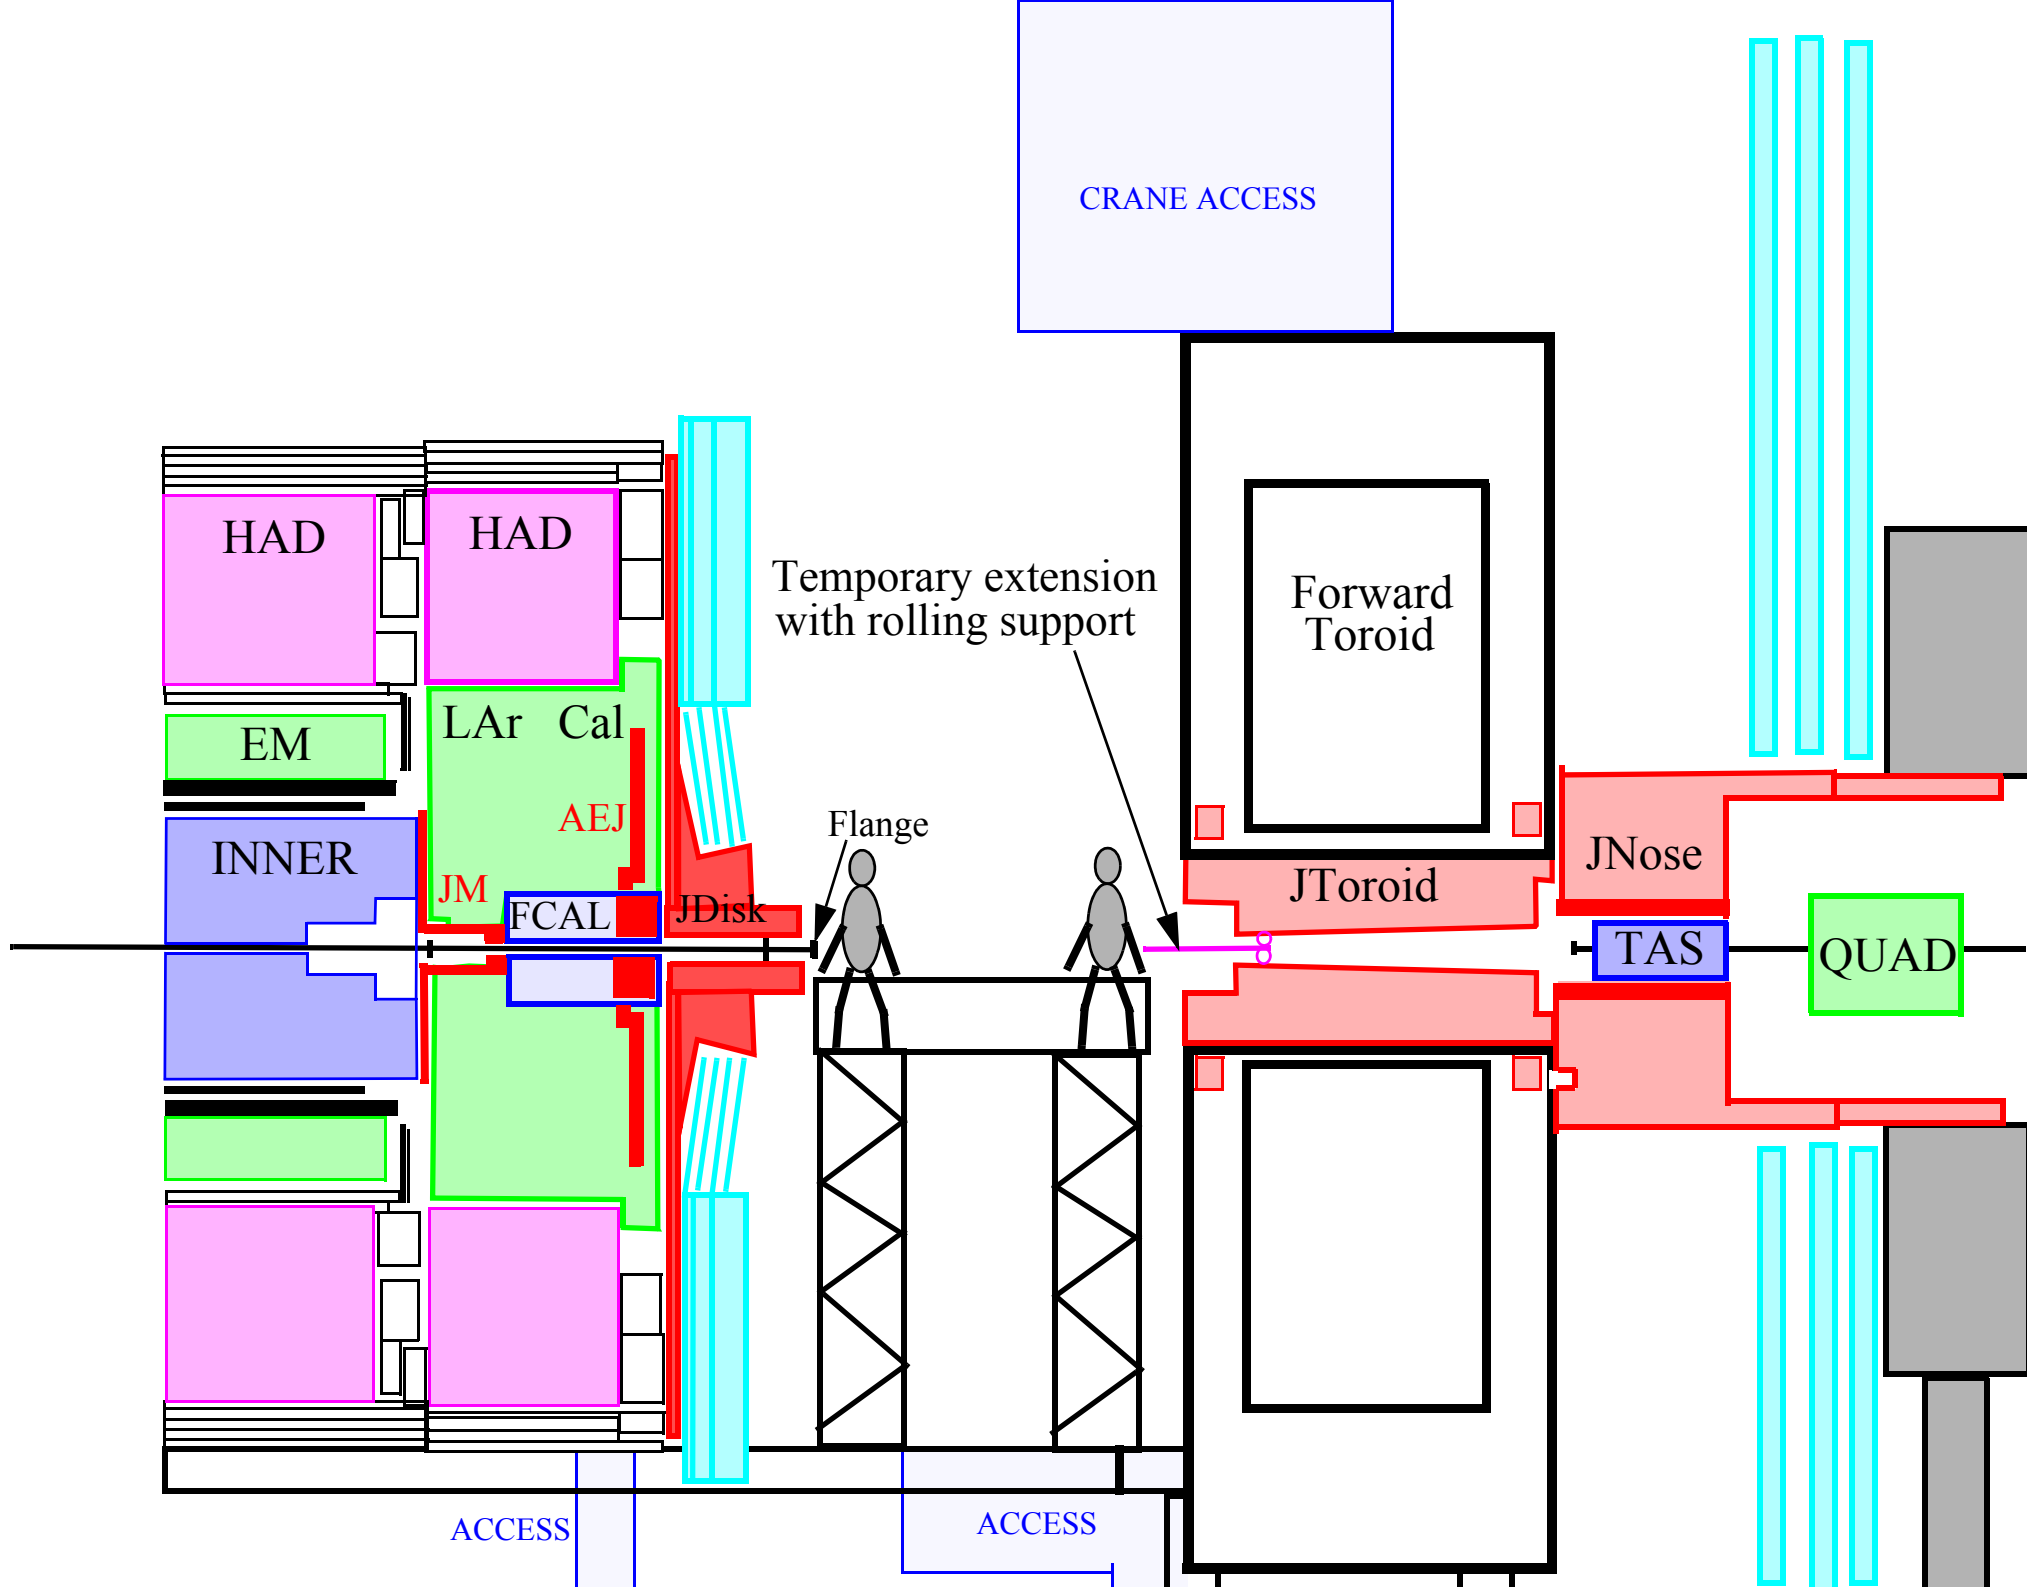 CRANE ACCESS
HAD
HAD
Temporary extension
with rolling support
Forward
Toroid
LAr Cal
EM
AEJ
Flange
INNER
JM
FCAL
JDisk
JToroid
JNose
TAS
QUAD
ACCESS
ACCESS